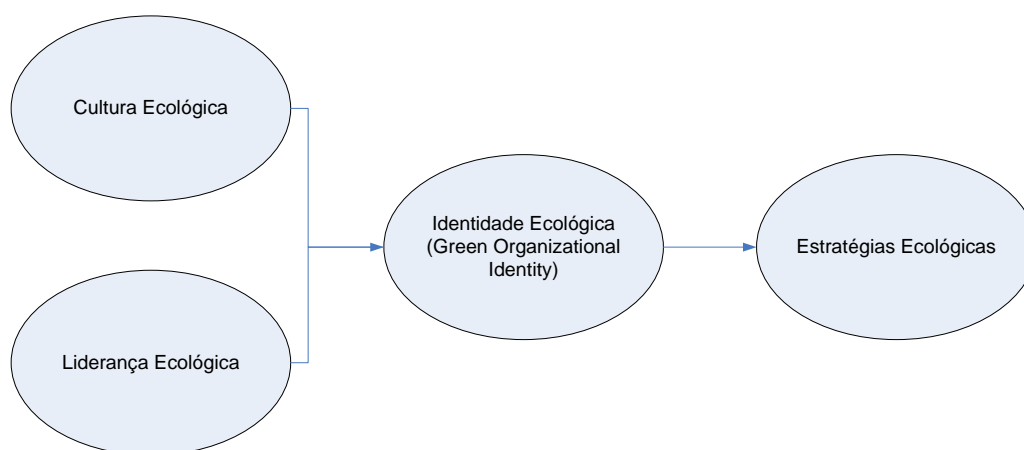 Cultura Ecológica
Identidade Ecológica
(Green Organizational
Identity)
Estratégias Ecológicas
Liderança Ecológica